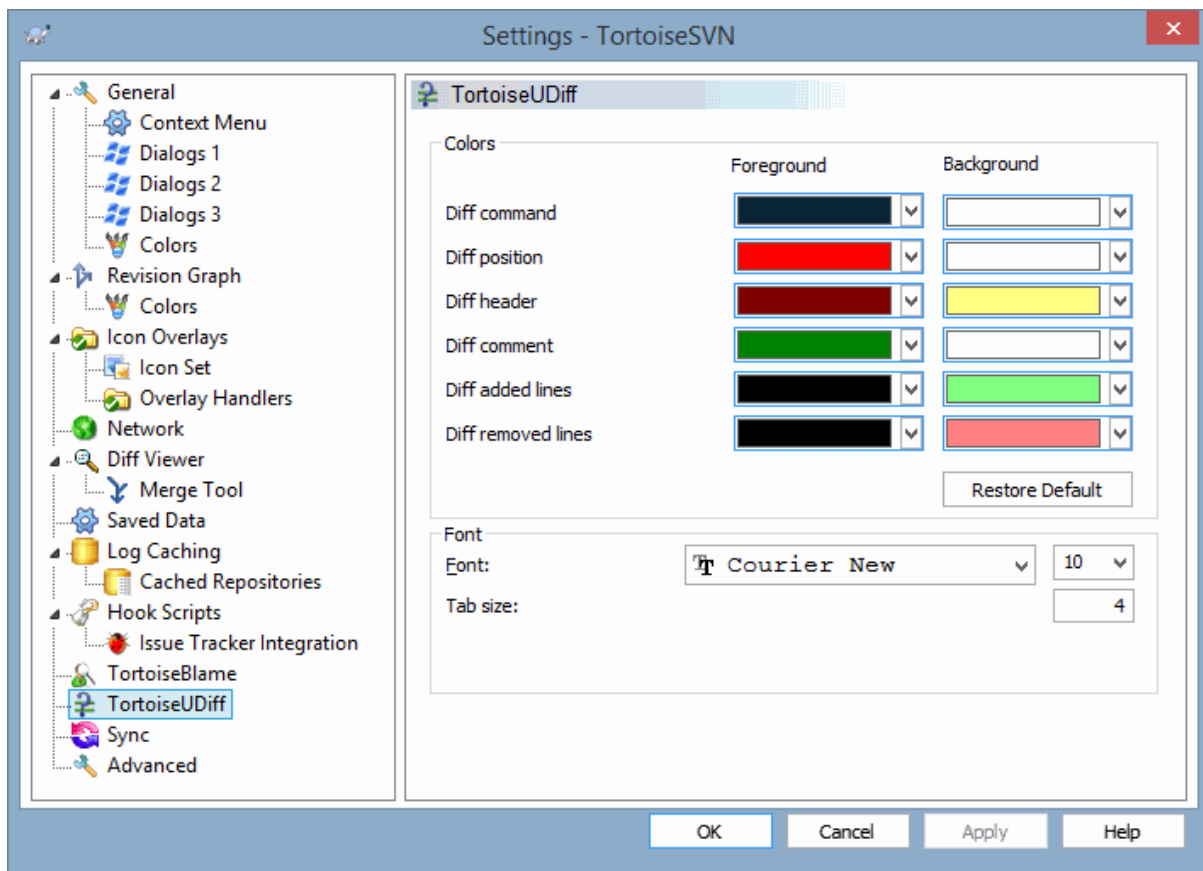 Settings - TortoiseSVN
General
Context Menu
Dialogs 1
Dialogs 2
Dialogs 3
Colors
Revision Graph
Colors
Icon Overlays
Icon Set
Overlay Handlers
Network
Diff Viewer
Merge Tool
Saved Data
Log Caching
Cached Repositories
Hook Scripts
Issue Tracker Integration
TortoiseBlame
TortoiseUDiff
Sync
Advanced
TortoiseUDiff
Colors
Foreground Background
Diff command
Diff position
Diff header
Diff comment
Diff added lines
Diff removed lines
Restore Default
Font
Font: Courier New 10
Tab size: 4
OK Cancel Apply Help